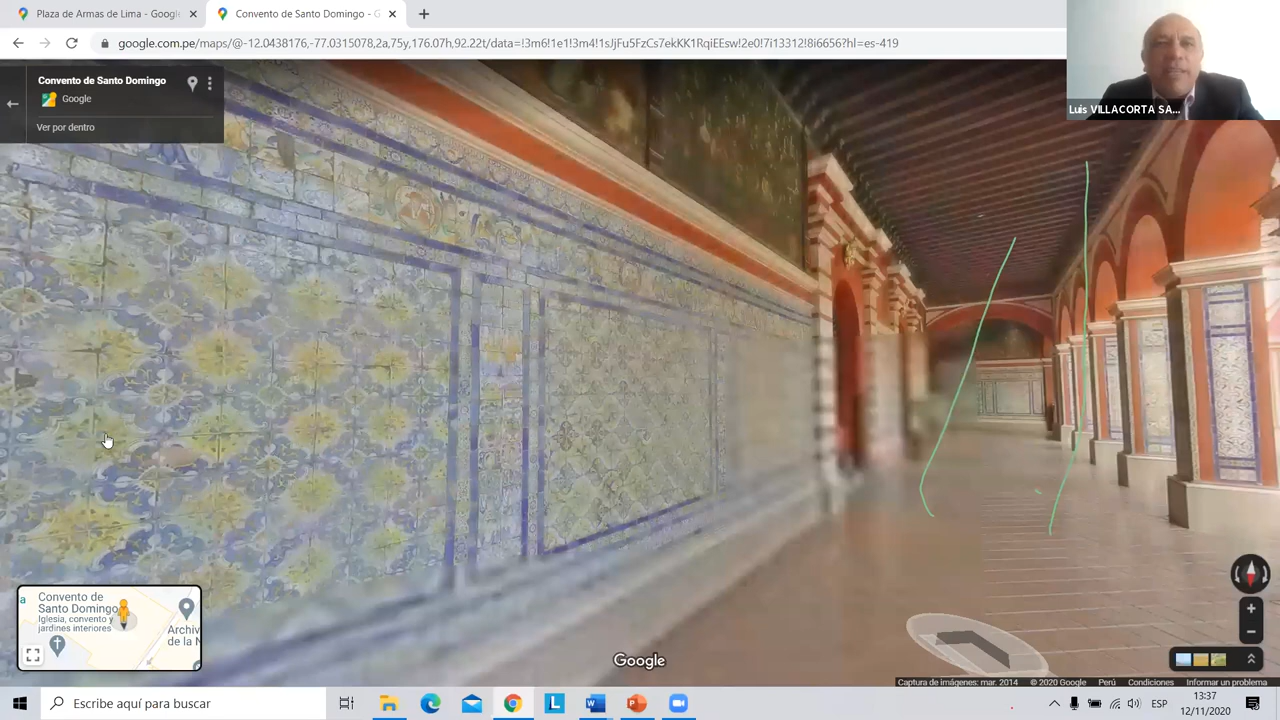 Plaza de Armas de Lima - Googl
Convento de Santo Domingo - G
google.com.pe/maps/@-12.0438176,-77.0315078,2a,75y,176.07h,92.22t/data=!3m6!1e1!3m4!1sJjFu5FzCs7ekKK1RqiEEsw!2e0!7i13312!8i6656?hl=es-419
Luis VILLACORTA SA...
Convento de Santo Domingo
Google
Ver por dentro
Convento de
Santo Domingo
Iglesia, convento y
jardines interiores
a
Archiv
de la N
Google
Captura de imágenes: mar. 2014 © 2020 Google Perú Condiciones Informar un problema
Escribe aquí para buscar
ESP
13:37
12/11/2020